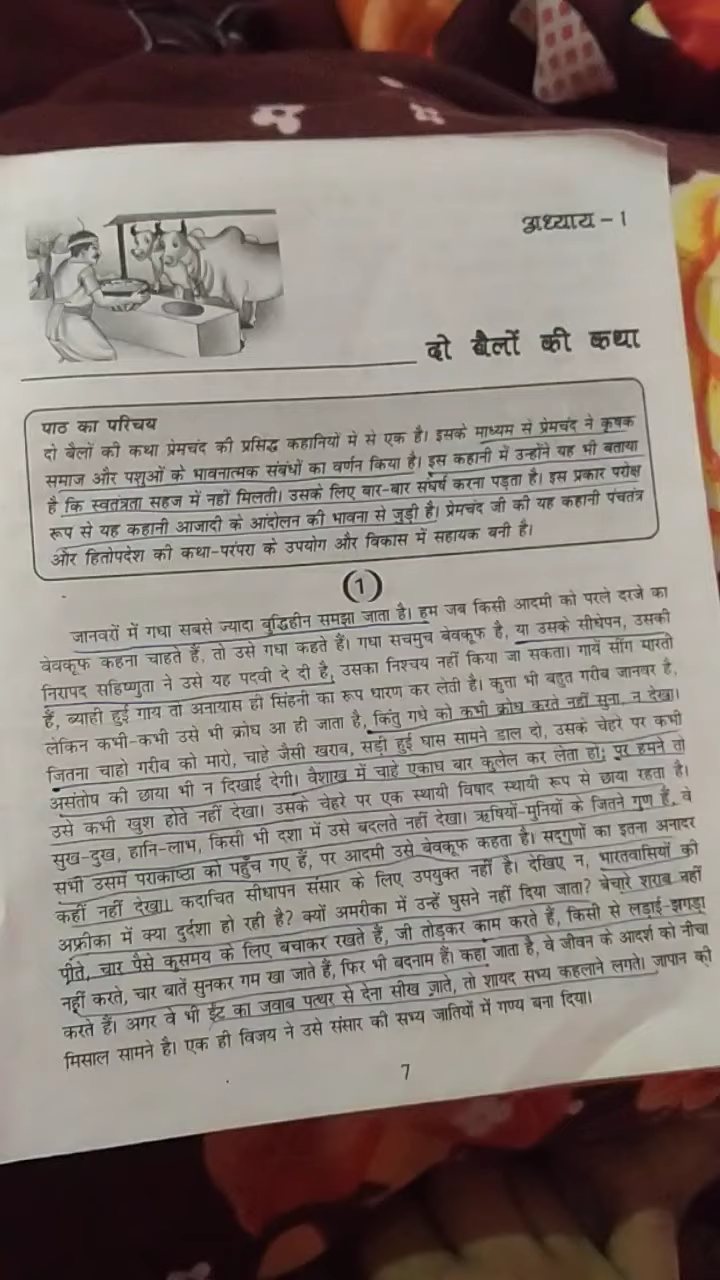 अध्याय - 1
दो बैलों की कथा
पाठ का परिचय
दो बैलों की कथा प्रेमचंद की प्रसिद्ध कहानियों में से एक है। इसके माध्यम से प्रेमचंद ने कृषक
समाज और पशुओं के भावनात्मक संबंधों का वर्णन किया है। इस कहानी में उन्होंने यह भी बताया
है कि स्वतंत्रता सहज में नहीं मिलती। उसके लिए बार-बार संघर्ष करना पड़ता है। इस प्रकार परोक्ष
रूप से यह कहानी आजादी के आंदोलन की भावना से जुड़ी है। प्रेमचंद जी की यह कहानी पंचतंत्र
और हितोपदेश की कथा-परंपरा के उपयोग और विकास में सहायक बनी है।
(1)
जानवरों में गधा सबसे ज्यादा बुद्धिहीन समझा जाता है। हम जब किसी आदमी को परले दरजे का
बेवकूफ कहना चाहते हैं, तो उसे गधा कहते हैं। गधा सचमुच बेवकूफ है, या उसके सीधेपन, उसकी
निरापद सहिष्णुता ने उसे यह पदवी दे दी है, उसका निश्चय नहीं किया जा सकता। गायें सींग मारती
हैं, ब्याही हुई गाय तो अनायास ही सिंहनी का रूप धारण कर लेती है। कुत्ता भी बहुत गरीब जानवर है,
लेकिन कभी-कभी उसे भी क्रोध आ ही जाता है, किंतु गधे को कभी क्रोध करते नहीं सुना, न देखा।
जितना चाहो गरीब को मारो, चाहे जैसी खराब, सड़ी हुई घास सामने डाल दो, उसके चेहरे पर कभी
असंतोष की छाया भी न दिखाई देगी। वैशाख में चाहे एकाध बार कुलेल कर लेता हो; पर हमने तो
उसे कभी खुश होते नहीं देखा। उसके चेहरे पर एक स्थायी विषाद स्थायी रूप से छाया रहता है।
सुख-दुख, हानि-लाभ, किसी भी दशा में उसे बदलते नहीं देखा। ऋषियों-मुनियों के जितने गुण हैं, वे
सभी उसमें पराकाष्ठा को पहुँच गए हैं, पर आदमी उसे बेवकूफ कहता है। सद्गुणों का इतना अनादर
कहीं नहीं देखा। कदाचित सीधापन संसार के लिए उपयुक्त नहीं है। देखिए न, भारतवासियों की
अफ्रीका में क्या दुर्दशा हो रही है? क्यों अमरीका में उन्हें घुसने नहीं दिया जाता? बेचारे शराब नहीं
पीते, चार पैसे कुसमय के लिए बचाकर रखते हैं, जी तोड़कर काम करते हैं, किसी से लड़ाई-झगड़ा
नहीं करते, चार बातें सुनकर गम खा जाते हैं, फिर भी बदनाम हैं। कहा जाता है, वे जीवन के आदर्श को नीचा
करते हैं। अगर वे भी ईंट का जवाब पत्थर से देना सीख जाते, तो शायद सभ्य कहलाने लगते। जापान की
मिसाल सामने है। एक ही विजय ने उसे संसार की सभ्य जातियों में गण्य बना दिया।
7